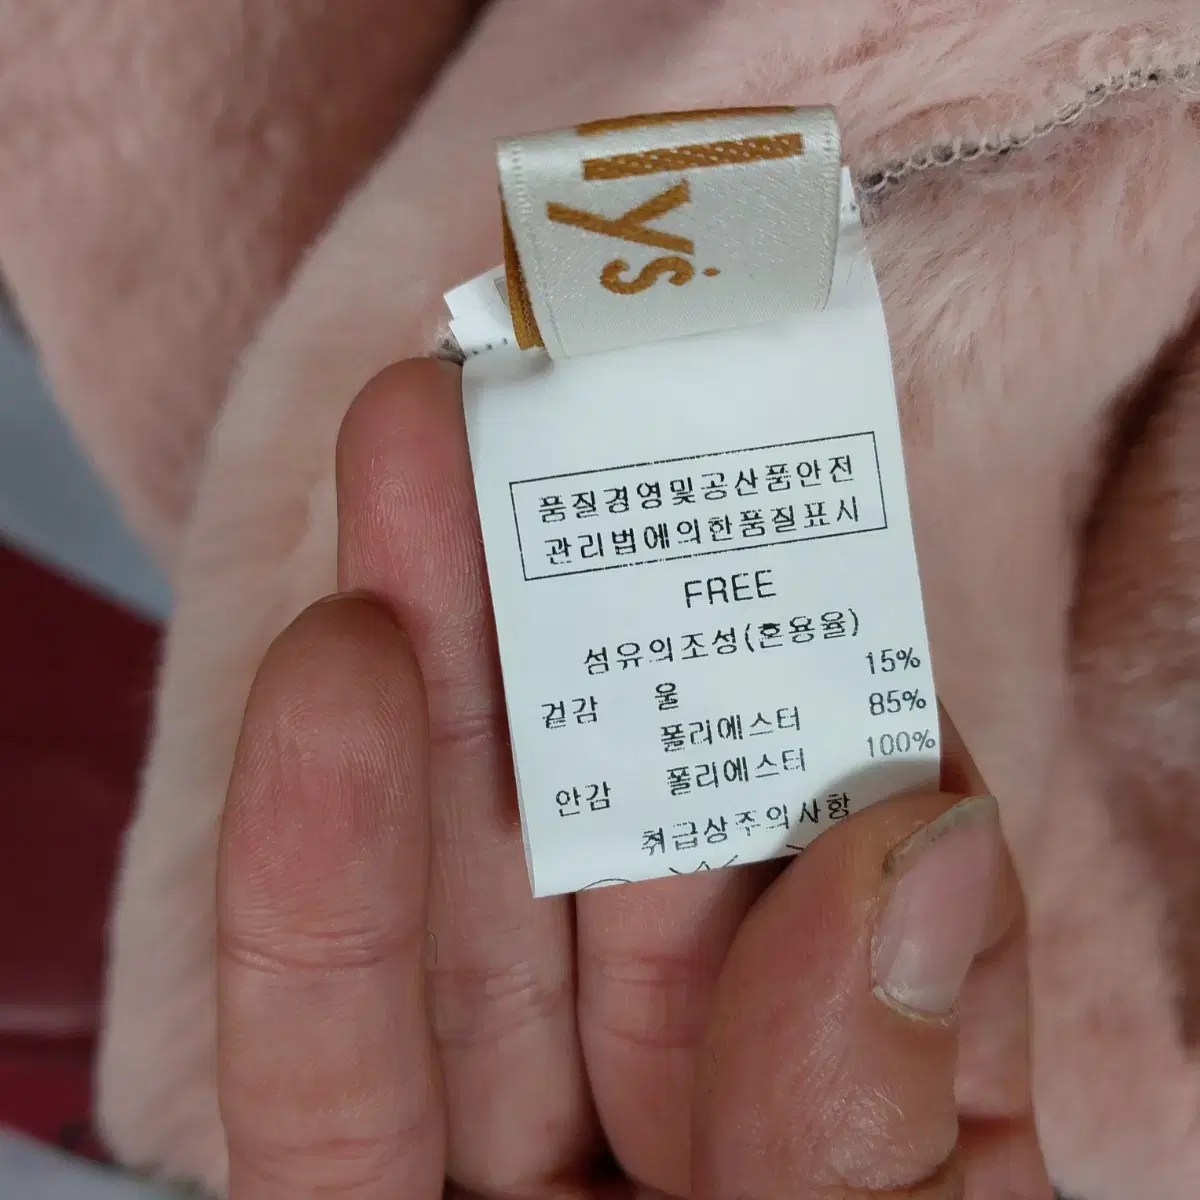 ly's
품질경영및공산품안전
관리법에의한품질표시
FREE
섬유의조성(혼용율)
겉감 울 15%
폴리에스터 85%
안감 폴리에스터 100%
취급상주의사항